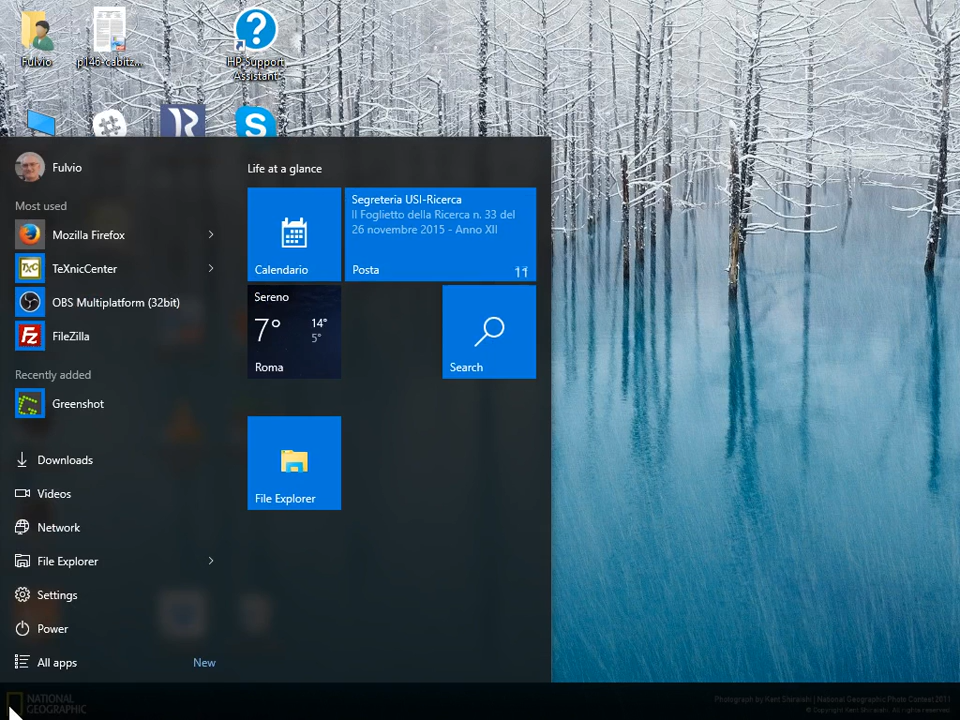 Fulvio
p146-cabitz...
HP Support
Assistant
Fulvio
Most used
Mozilla Firefox
TeXnicCenter
OBS Multiplatform (32bit)
FileZilla
Recently added
Greenshot
Downloads
Videos
Network
File Explorer
Settings
Power
All apps
New
Life at a glance
Calendario
Segreteria USI-Ricerca
Il Foglietto della Ricerca n. 33 del
26 novembre 2015 - Anno XII
Posta
11
Sereno
7°
14°
5°
Roma
Search
File Explorer
NATIONAL
GEOGRAPHIC
Photograph by Kent Shiraishi | National Geographic Photo Contest 2011
© Copyright Kent Shiraishi. All rights reserved.